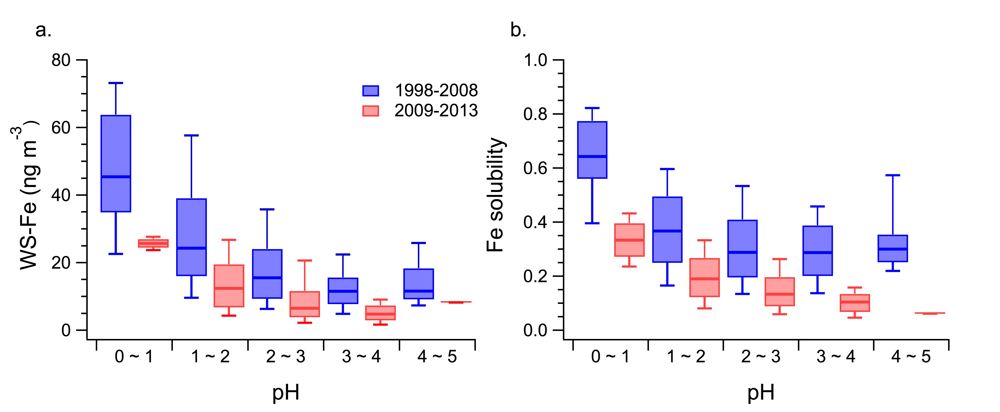 a.
WS-Fe (ng m-3)
80
60
40
20
0
1998-2008
2009-2013
0 ~ 1
1 ~ 2
2 ~ 3
3 ~ 4
4 ~ 5
pH
b.
Fe solubility
1.0
0.8
0.6
0.4
0.2
0.0
0 ~ 1
1 ~ 2
2 ~ 3
3 ~ 4
4 ~ 5
pH